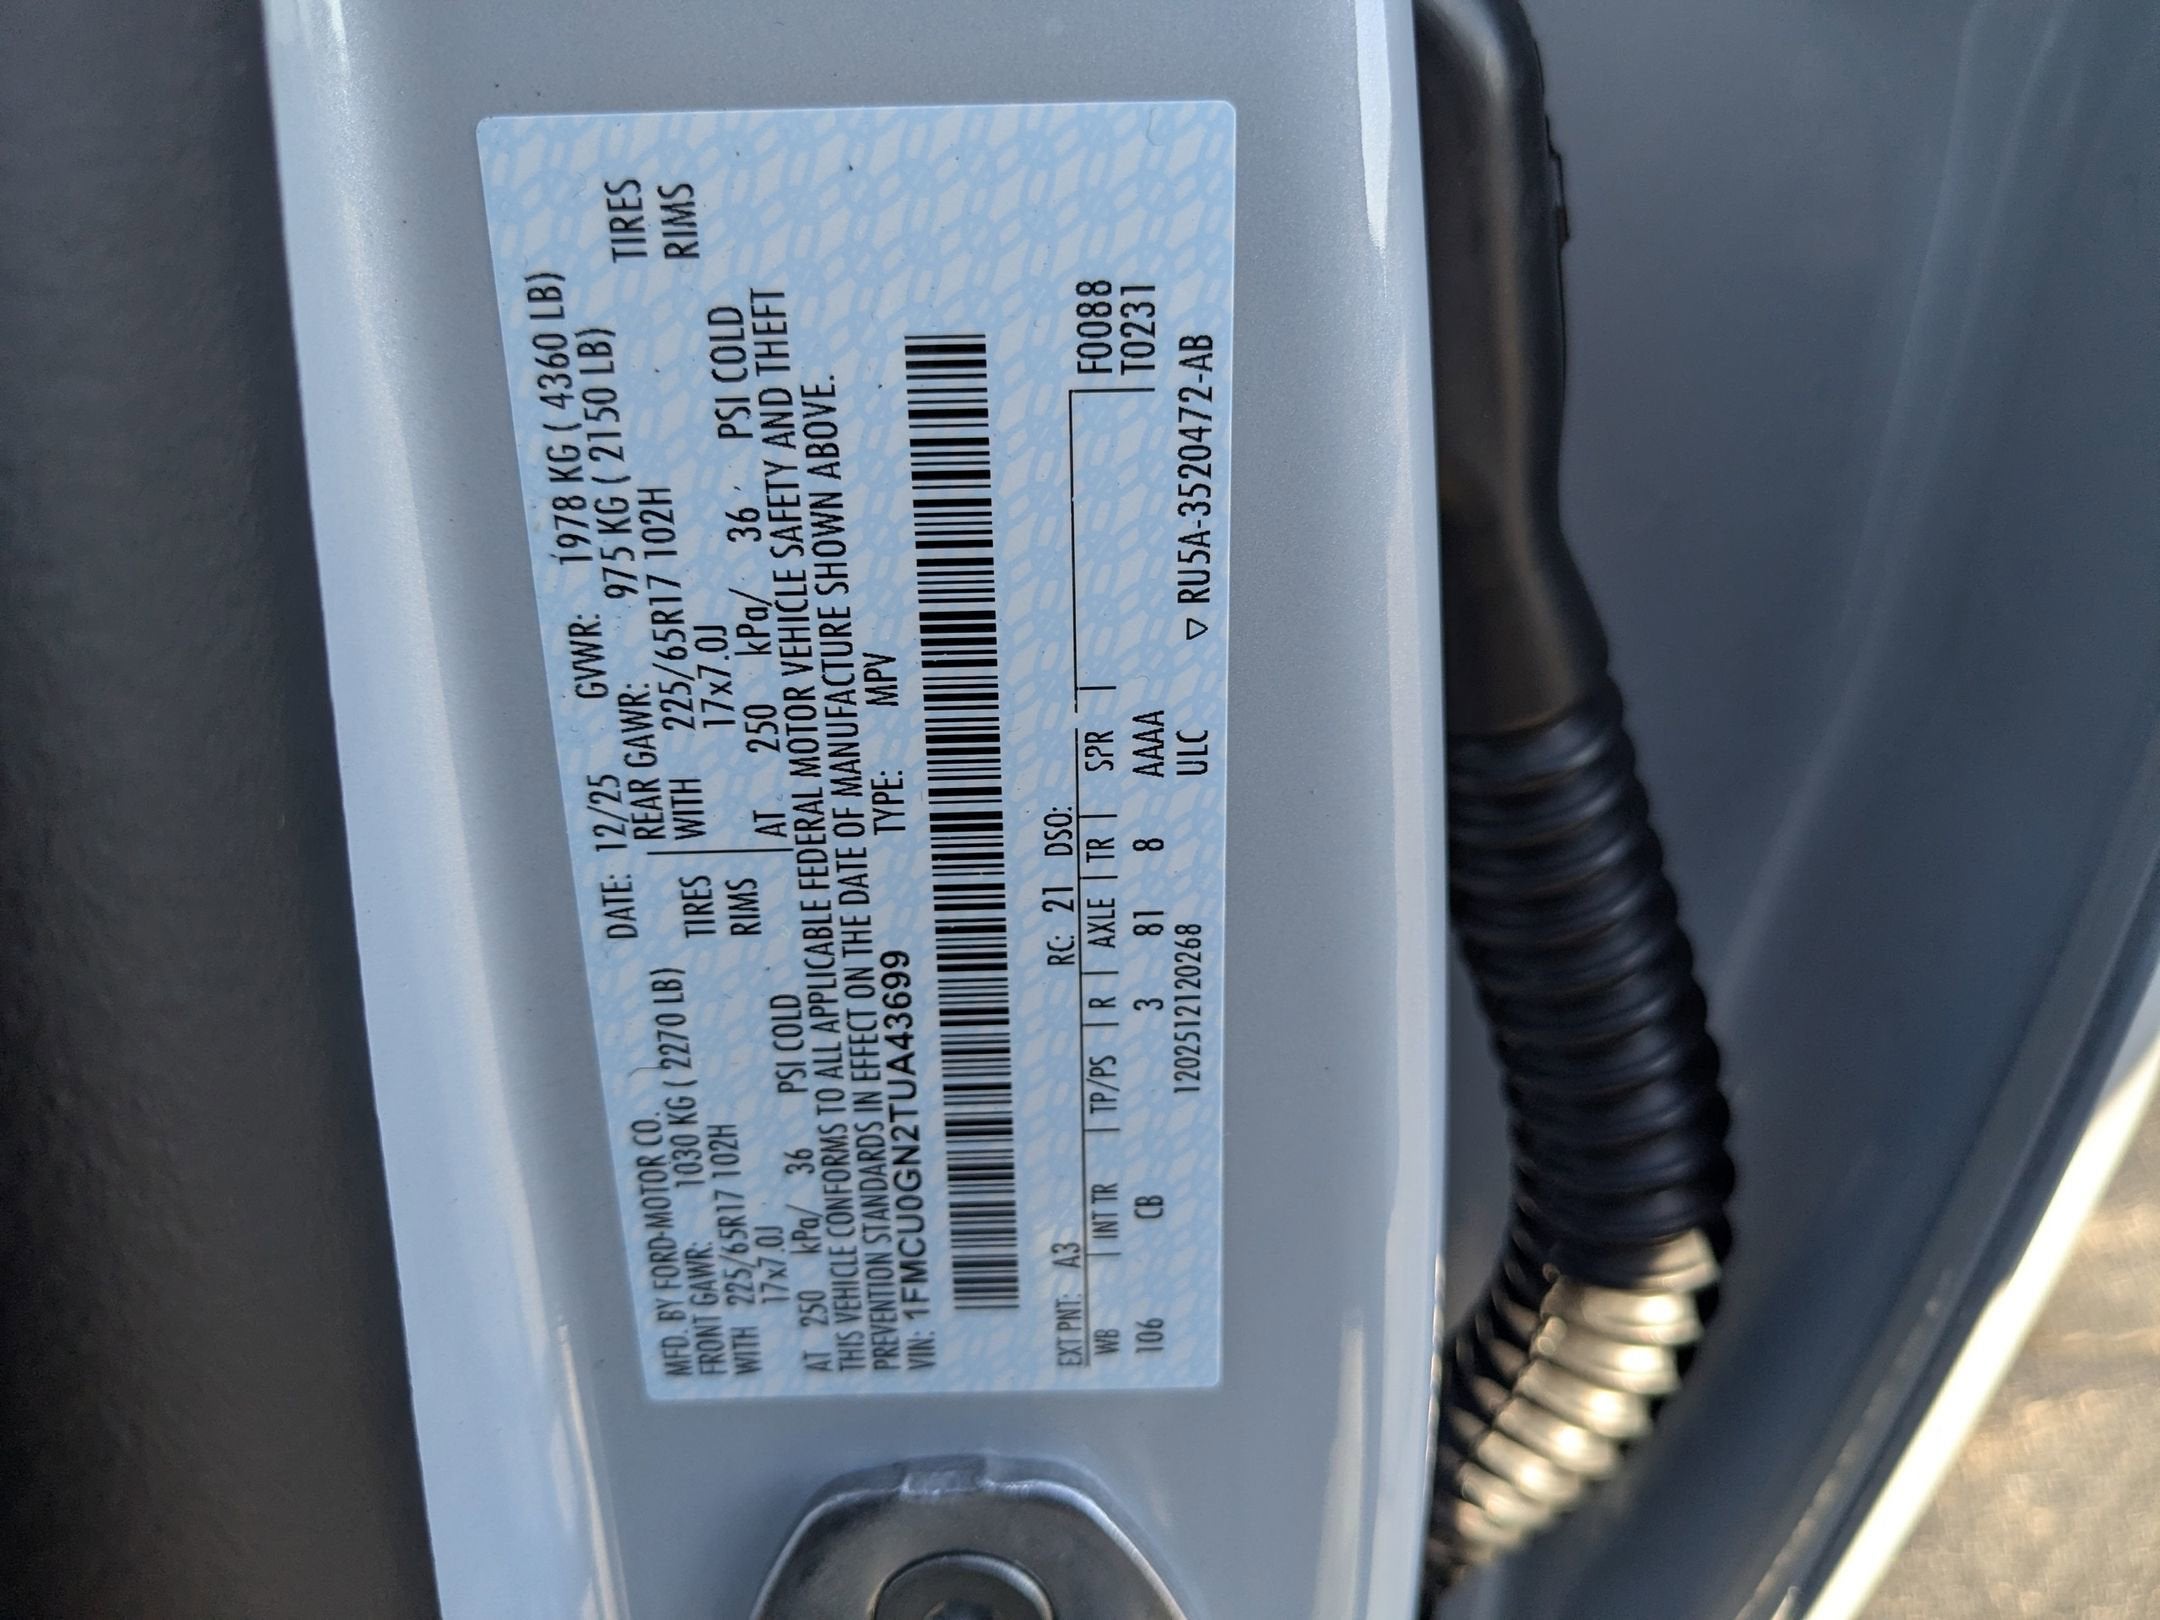 MFD. BY FORD-MOTOR CO. DATE: 12/25 GVWR: 1978 KG ( 4360 LB)
FRONT GAWR: 1030 KG ( 2270 LB) REAR GAWR: 975 KG ( 2150 LB)
WITH 225/65R17 102H TIRES WITH 225/65R17 102H TIRES
17x7.0J RIMS 17x7.0J RIMS
AT 250 kPa/ 36 PSI COLD AT 250 kPa/ 36 PSI COLD
THIS VEHICLE CONFORMS TO ALL APPLICABLE FEDERAL MOTOR VEHICLE SAFETY AND THEFT
PREVENTION STANDARDS IN EFFECT ON THE DATE OF MANUFACTURE SHOWN ABOVE.
VIN: 1FMCU0GN2TUA43699 TYPE: MPV
EXT PNT: A3 RC: 21 DSO: F0088
WB INT TR TP/PS R AXLE TR SPR T0231
106 CB 3 81 8 AAAA
1202512120268 ULC ▽ RU5A-3520472-AB